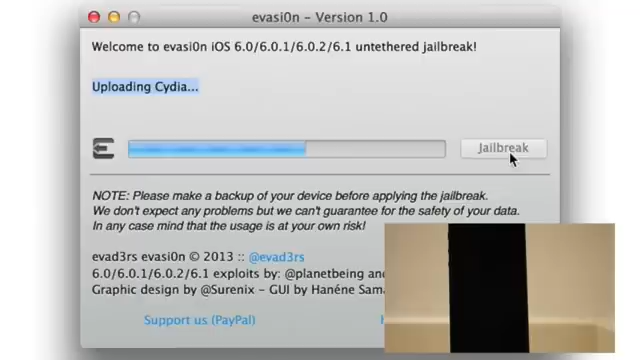 evasi0n - Version 1.0
Welcome to evasi0n iOS 6.0/6.0.1/6.0.2/6.1 untethered jailbreak!
Uploading Cydia...
Jailbreak
NOTE: Please make a backup of your device before applying the jailbreak.
We don't expect any problems but we can't guarantee for the safety of your data.
In any case mind that the usage is at your own risk!
evad3rs evasi0n © 2013 :: @evad3rs
6.0/6.0.1/6.0.2/6.1 exploits by: @planetbeing and
Graphic design by @Surenix - GUI by Hanéne
Support us (PayPal)